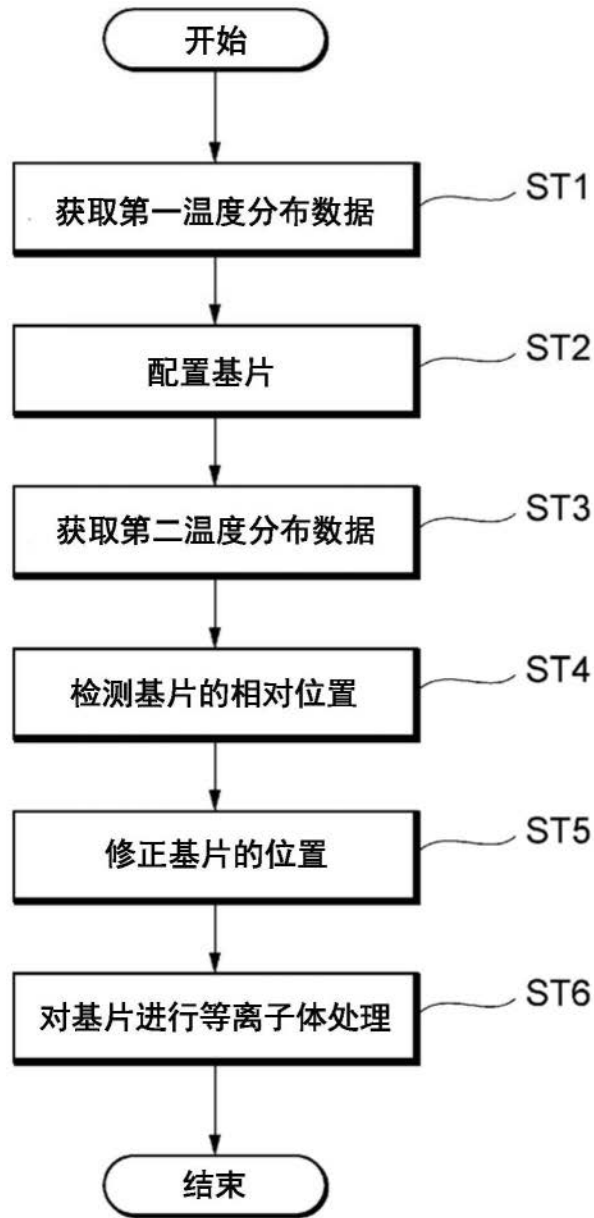 开始
获取第一温度分布数据
ST1
配置基片
ST2
获取第二温度分布数据
ST3
检测基片的相对位置
ST4
修正基片的位置
ST5
对基片进行等离子体处理
ST6
结束